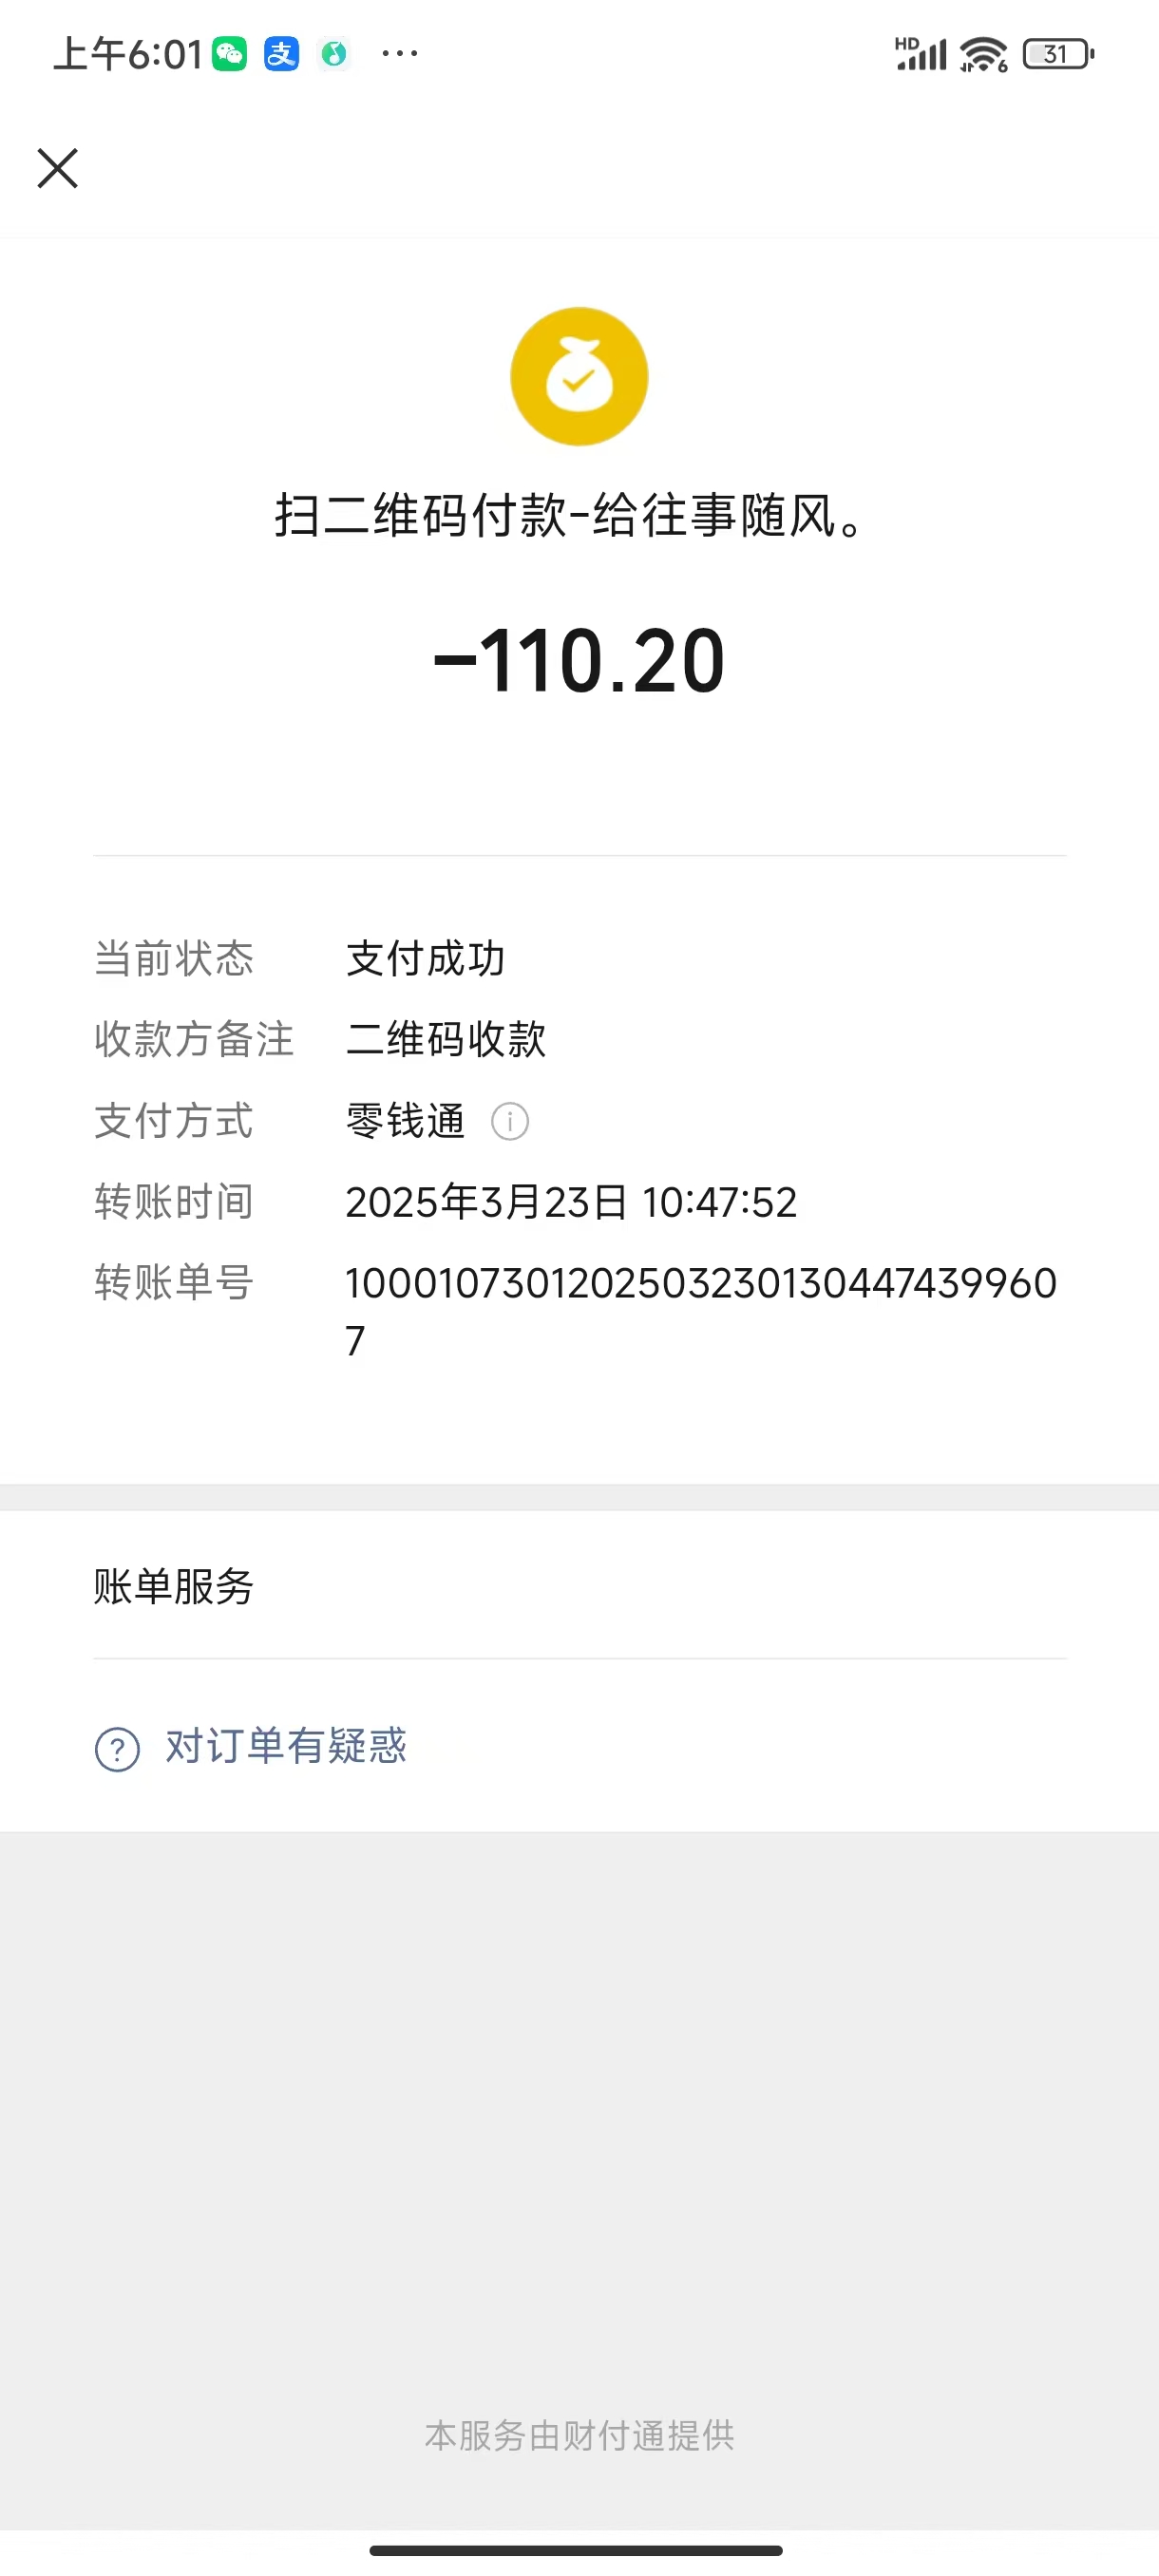 上午6:01
HD
6
31
扫二维码付款-给往事随风。
-110.20
当前状态 支付成功
收款方备注 二维码收款
支付方式 零钱通
转账时间 2025年3月23日 10:47:52
转账单号 100010730120250323013044743960
7
账单服务
? 对订单有疑惑
本服务由财付通提供